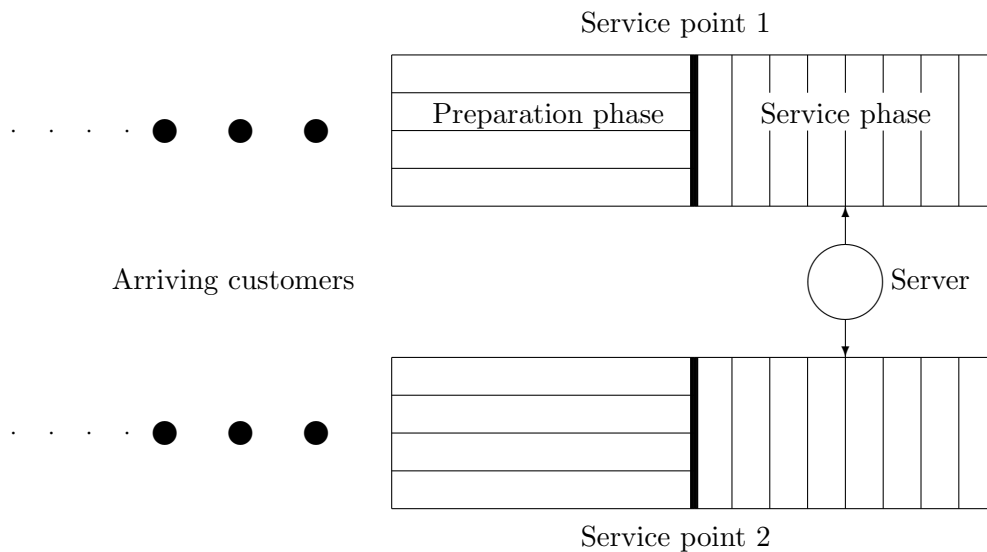 Service point 1
Preparation phase
Service phase
Arriving customers
Server
Service point 2